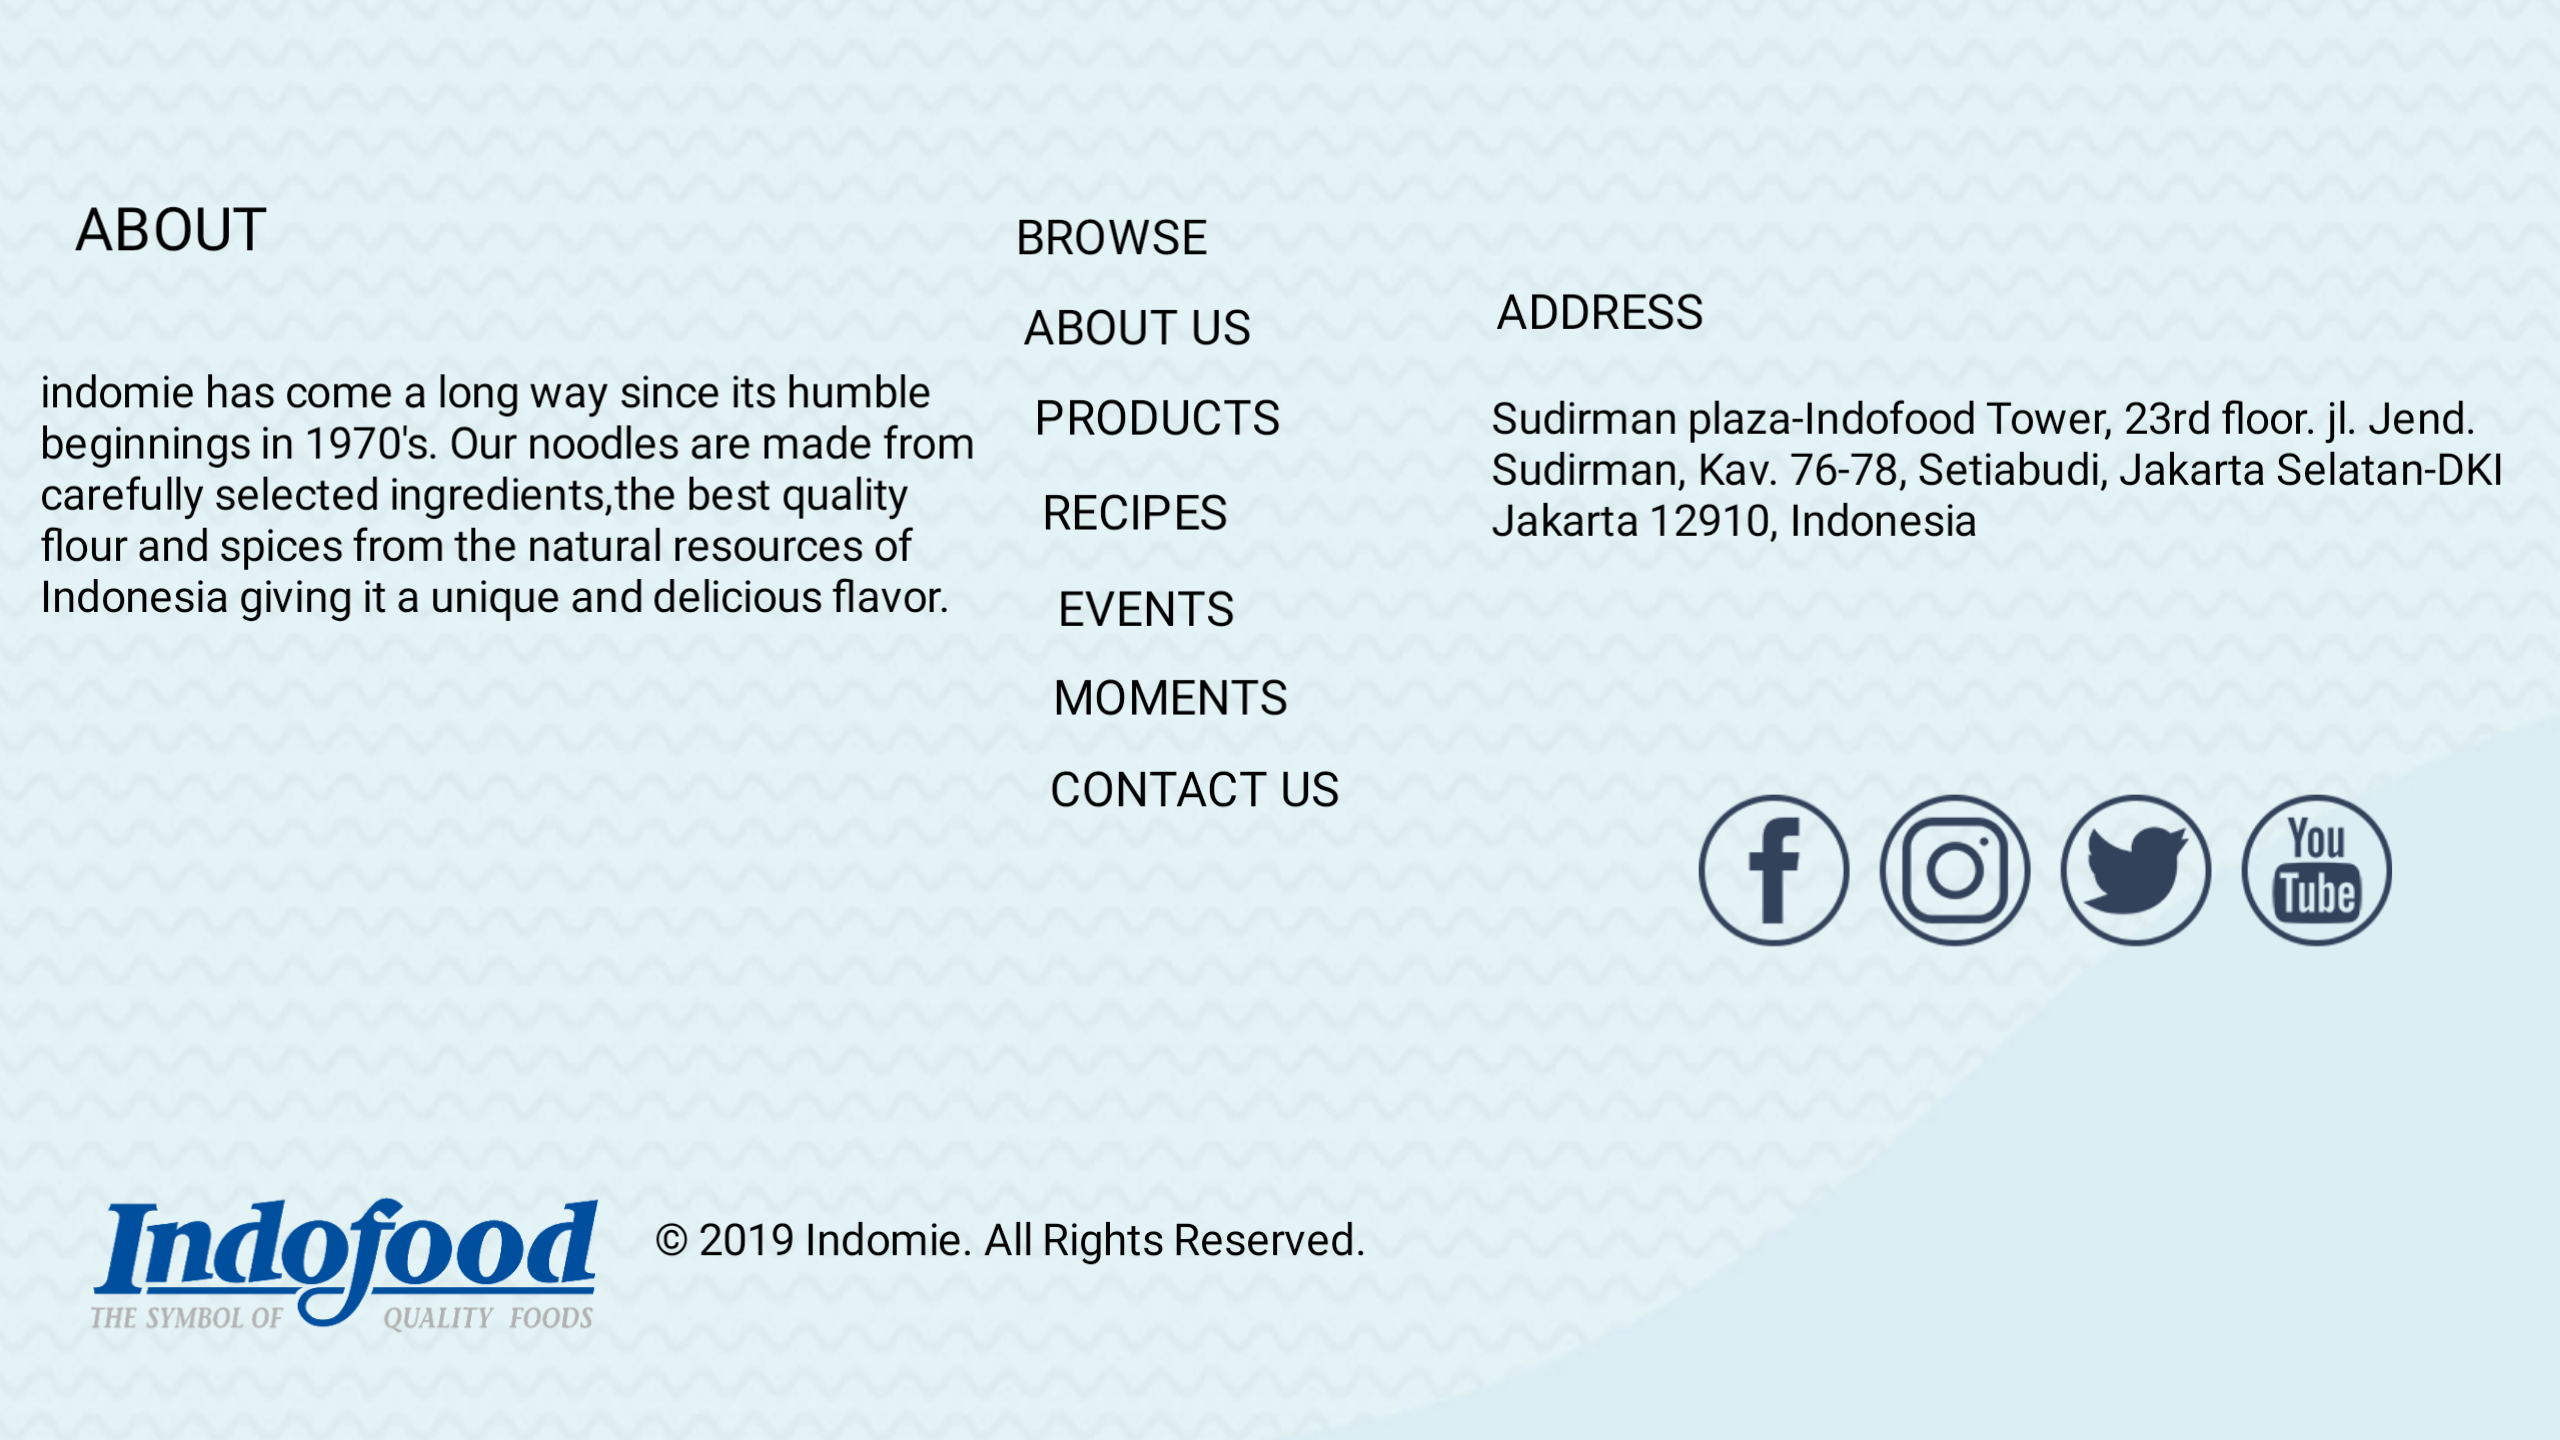 ABOUT
indomie has come a long way since its humble
beginnings in 1970's. Our noodles are made from
carefully selected ingredients,the best quality
flour and spices from the natural resources of
Indonesia giving it a unique and delicious flavor.
BROWSE
ABOUT US
PRODUCTS
RECIPES
EVENTS
MOMENTS
CONTACT US
ADDRESS
Sudirman plaza-Indofood Tower, 23rd floor. jl. Jend.
Sudirman, Kav. 76-78, Setiabudi, Jakarta Selatan-DKI
Jakarta 12910, Indonesia
You
Tube
Indofood
THE SYMBOL OF QUALITY FOODS
© 2019 Indomie. All Rights Reserved.